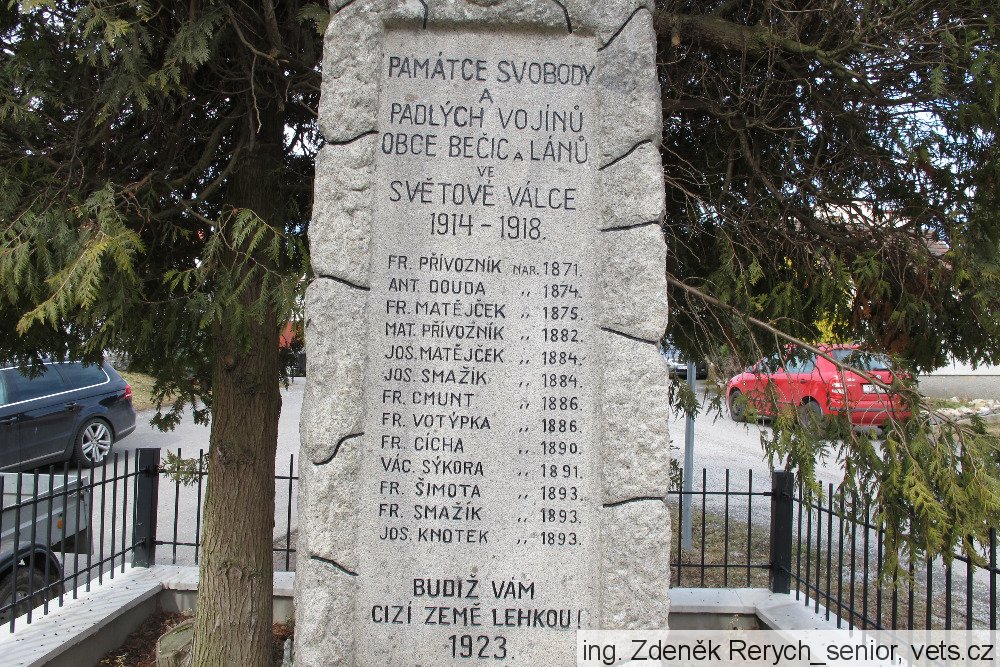 PAMÁTCE SVOBODY
A
PADLÝCH VOJÍNŮ
OBCE BEČIC A LÁNŮ
VE
SVĚTOVÉ VÁLCE
1914 - 1918.
FR. PŘÍVOZNÍK NAR. 1871.
ANT. DOUDA ,, 1874.
FR. MATĚJČEK ,, 1875.
MAT. PŘÍVOZNÍK ,, 1882.
JOS. MATĚJČEK ,, 1884.
JOS. SMAŽIK ,, 1884.
FR. CMUNT ,, 1886.
FR. VOTÝPKA ,, 1886.
FR. CÍCHA ,, 1890.
VÁC. SÝKORA ,, 1891.
FR. ŠIMOTA ,, 1893.
FR. SMAŽIK ,, 1893.
JOS. KNOTEK ,, 1893.
BUDIŽ VÁM
CIZÍ ZEMĚ LEHKOU!
1923.
ing. Zdeněk Rerych_senior, vets.cz